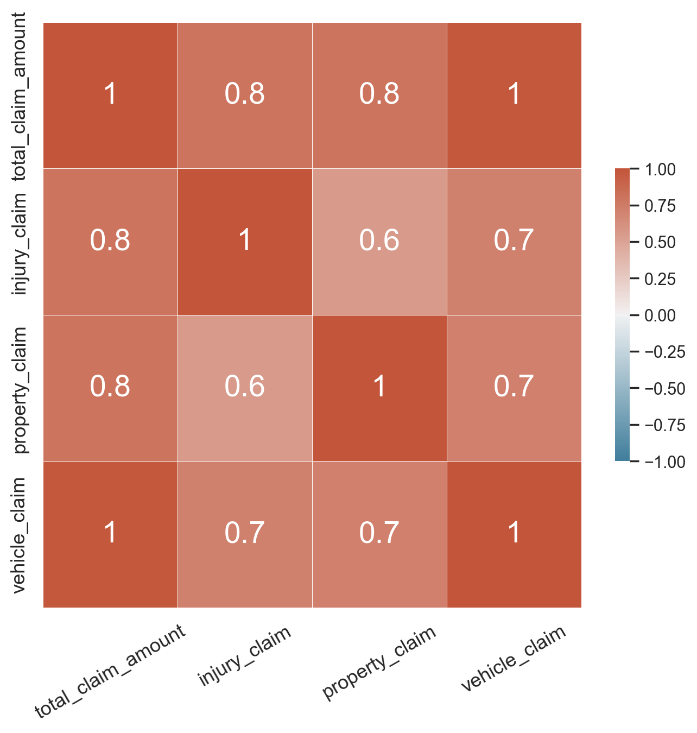 total_claim_amount 1 0.8 0.8 1
injury_claim 0.8 1 0.6 0.7
property_claim 0.8 0.6 1 0.7
vehicle_claim 1 0.7 0.7 1
total_claim_amount injury_claim property_claim vehicle_claim
1.00
0.75
0.50
0.25
0.00
−0.25
−0.50
−0.75
−1.00